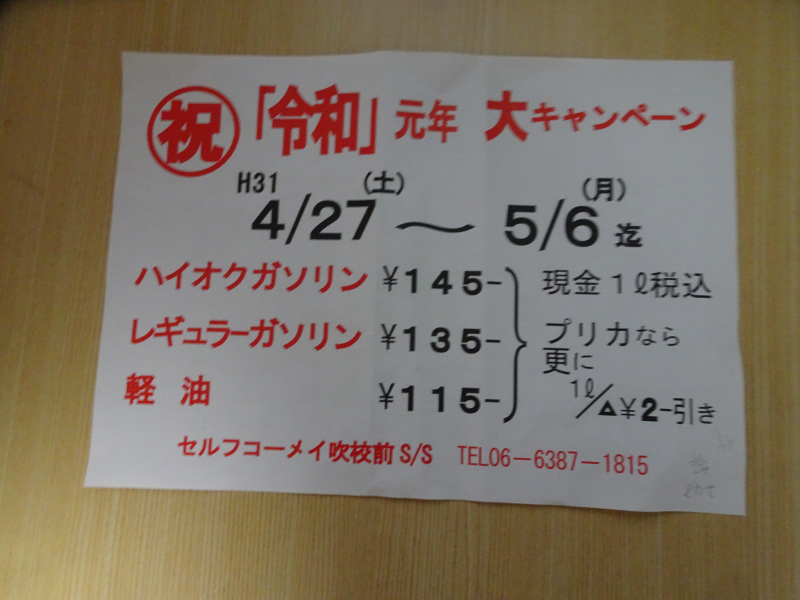 祝 「令和」元年 大キャンペーン
H31 (土) (月)
4/27 〜 5/6 迄
ハイオクガソリン ¥145- 現金1ℓ税込
レギュラーガソリン ¥135- プリカなら
更に
軽油 ¥115- 1ℓ/△¥2-引き
セルフコーメイ吹校前 S/S TEL06-6387-1815